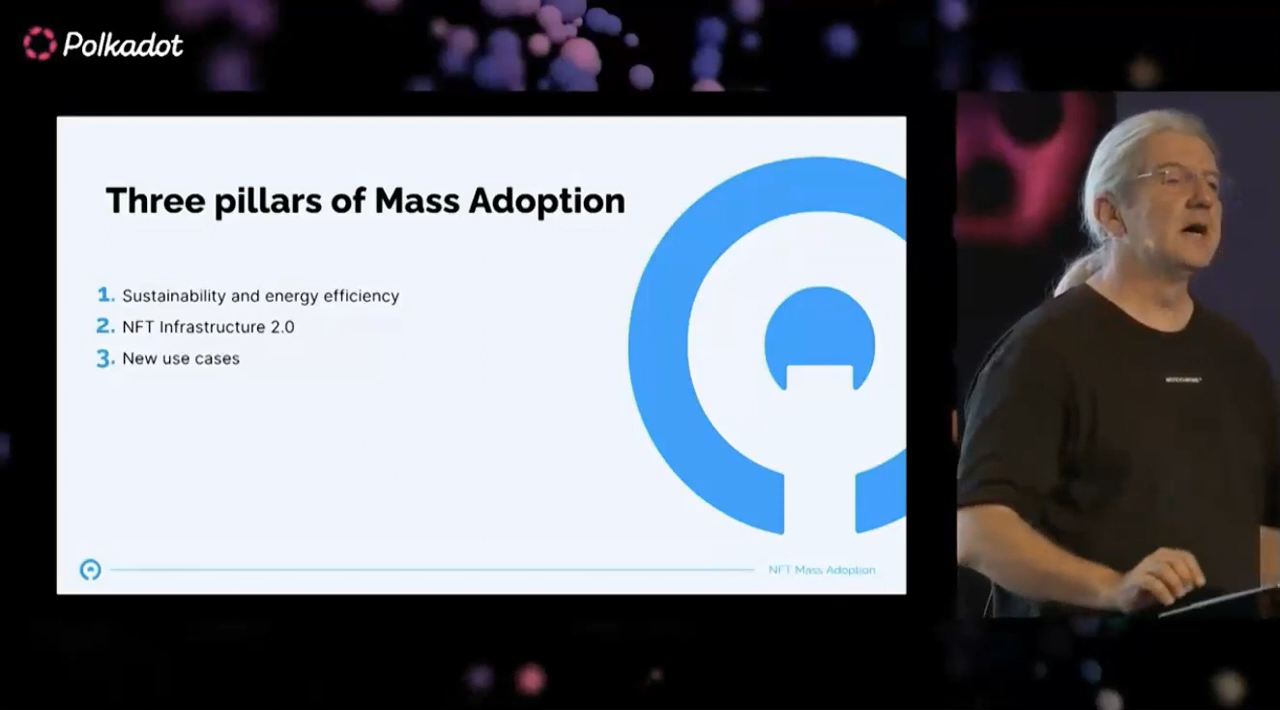 Polkadot
Three pillars of Mass Adoption
1. Sustainability and energy efficiency
2. NFT Infrastructure 2.0
3. New use cases
NFT Mass Adoption